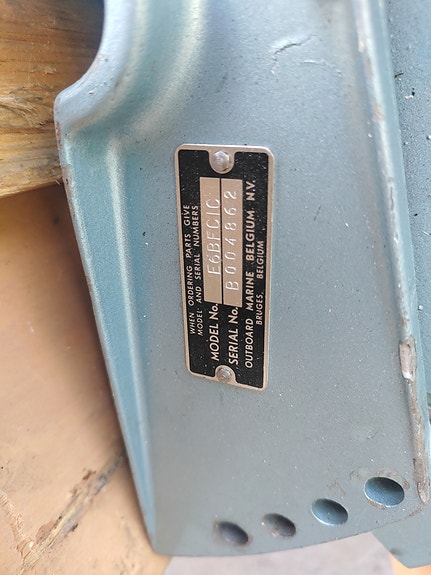 WHEN ORDERING PARTS GIVE
MODEL AND SERIAL NUMBERS
MODEL No. E6BFCIC
SERIAL No. B004862
OUTBOARD MARINE BELGIUM N.V.
BRUGES, BELGIUM